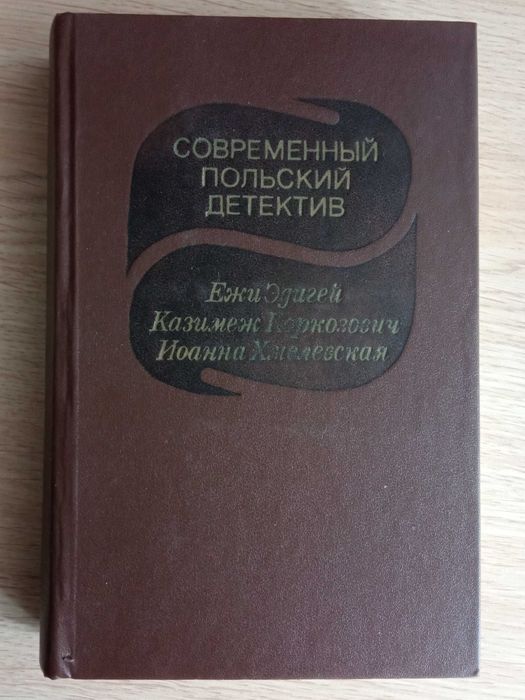 СОВРЕМЕННЫЙ
ПОЛЬСКИЙ
ДЕТЕКТИВ
Ежи Эдигей
Казимеж Коркозович
Иоанна Хмелевская